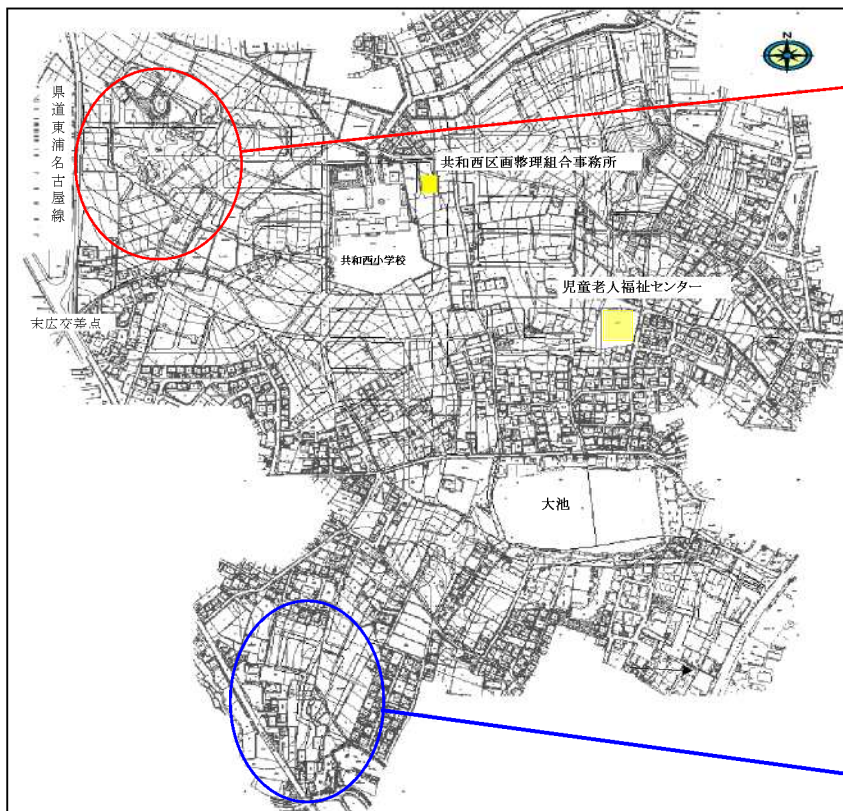 N
県道東浦名古屋線
共和西区画整理組合事務所
共和西小学校
児童老人福祉センター
末広交差点
大池